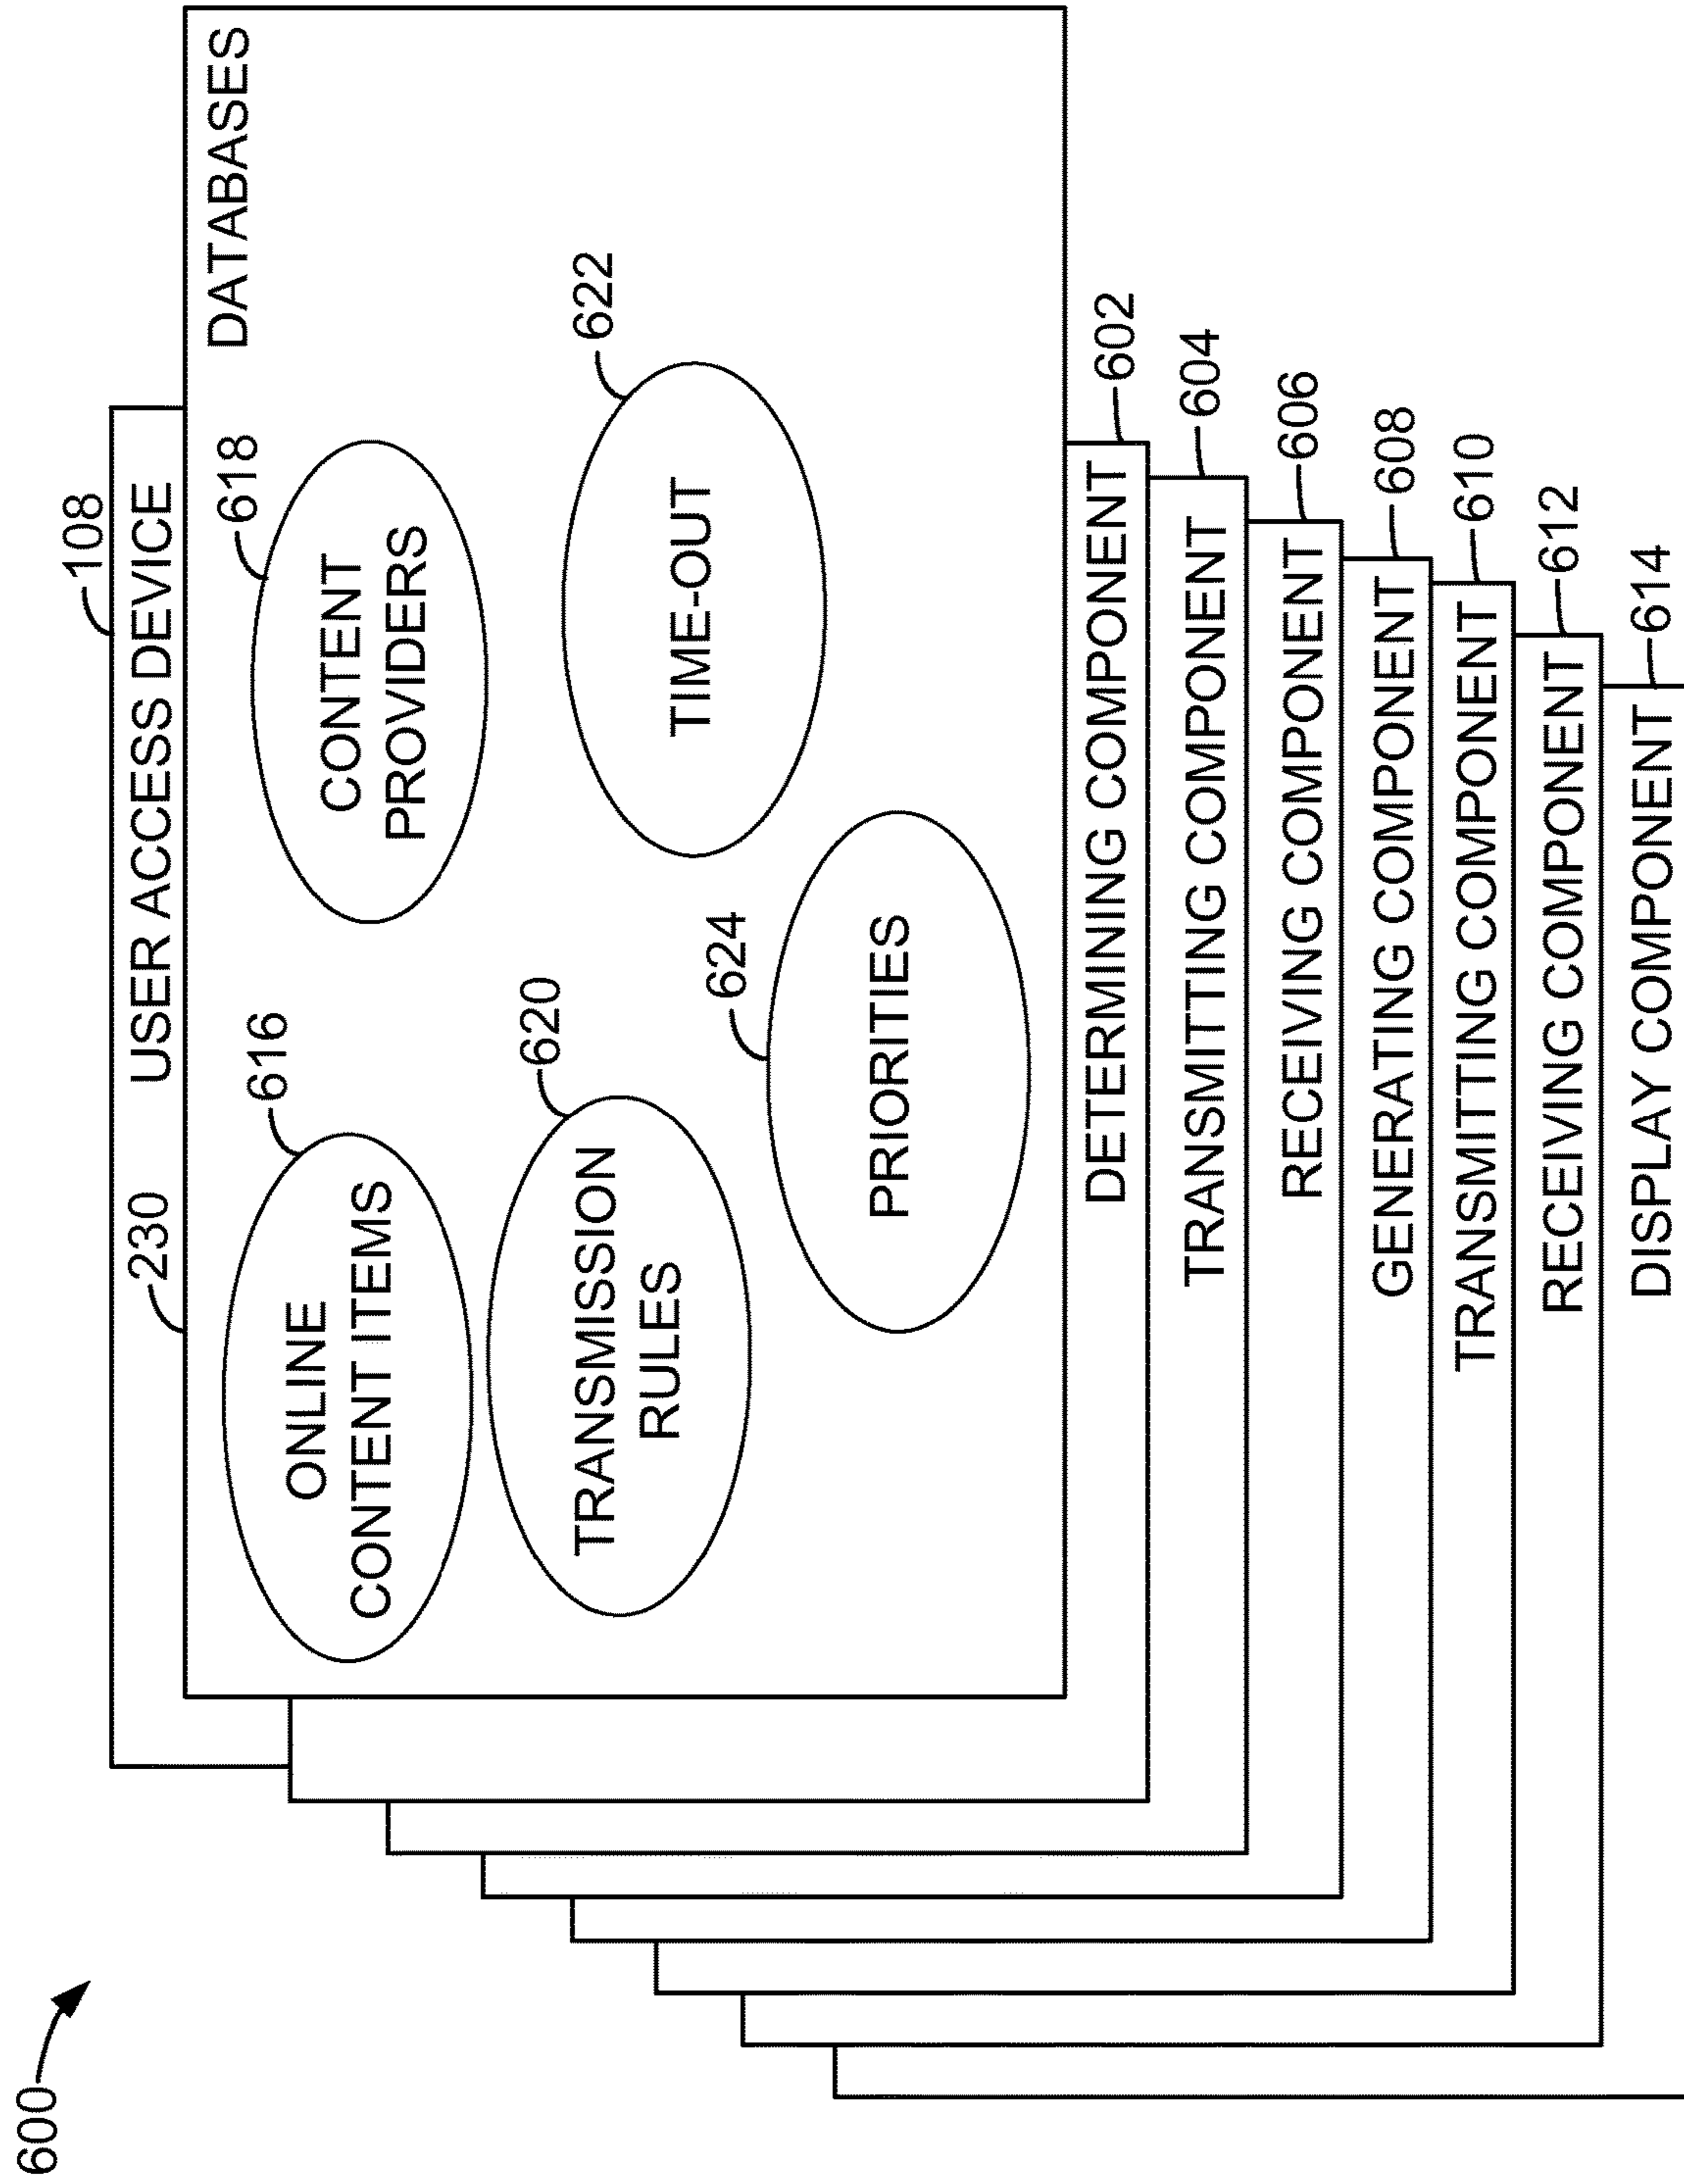 600
108
USER ACCESS DEVICE
230
DATABASES
616
ONLINE
CONTENT ITEMS
618
CONTENT
PROVIDERS
620
TRANSMISSION
RULES
622
TIME-OUT
624
PRIORITIES
DETERMINING COMPONENT
602
TRANSMITTING COMPONENT
604
RECEIVING COMPONENT
606
GENERATING COMPONENT
608
TRANSMITTING COMPONENT
610
RECEIVING COMPONENT
612
DISPLAY COMPONENT
614